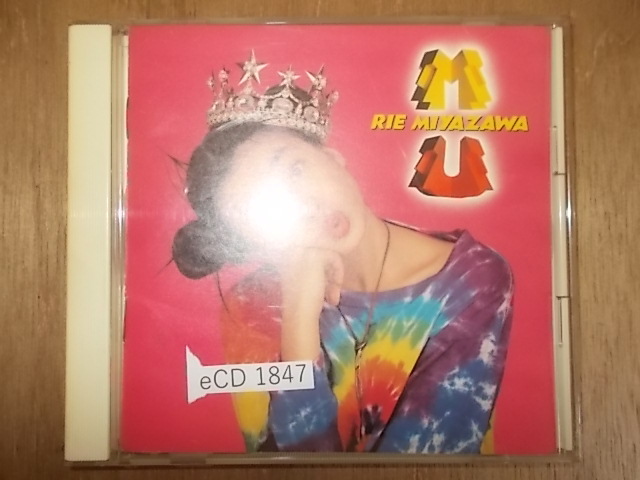 M
RIE MIYAZAWA
U
eCD 1847